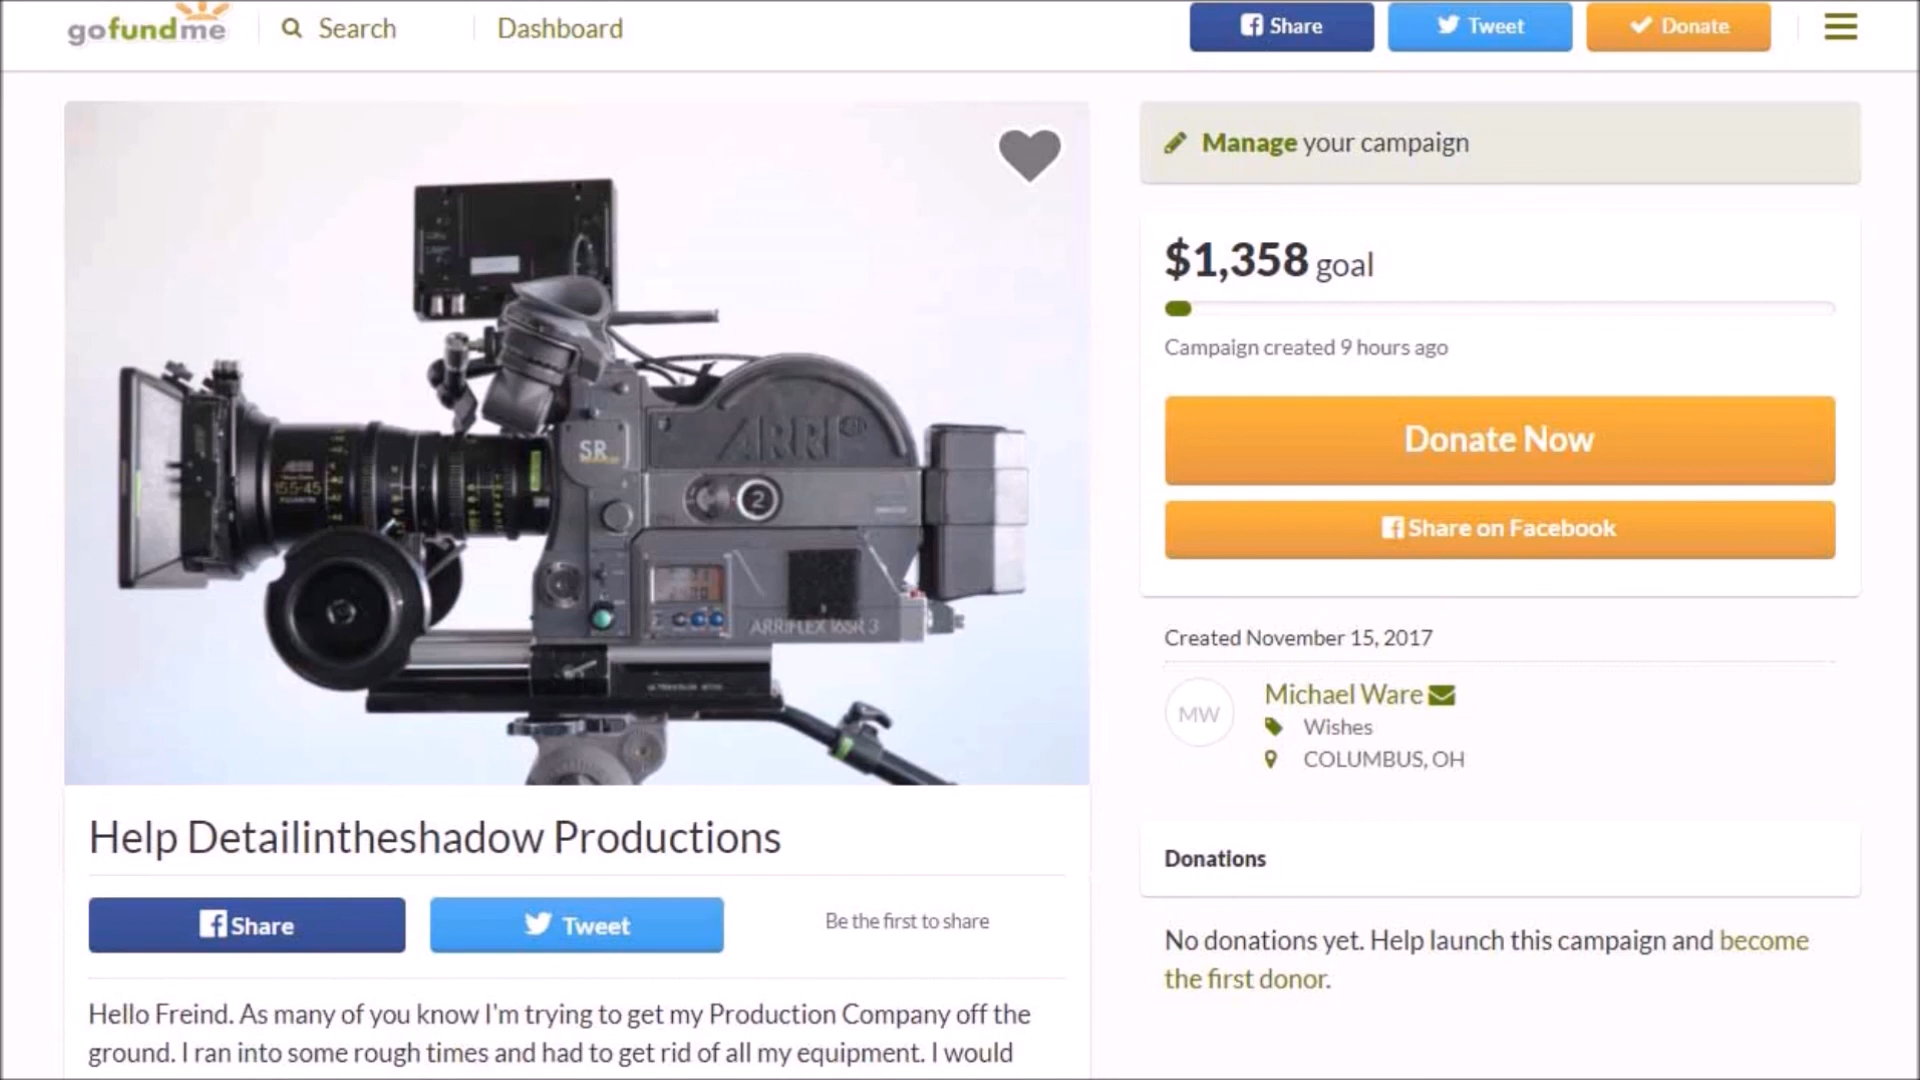 gofundme
Search
Dashboard
Share
Tweet
Donate
Manage your campaign
$1,358 goal
Campaign created 9 hours ago
Donate Now
Share on Facebook
Created November 15, 2017
MW
Michael Ware
Wishes
COLUMBUS, OH
Donations
No donations yet. Help launch this campaign and become
the first donor.
SR
ARRI
2
15.5-45
ARRIFLEX 16SR 3
Help Detailintheshadow Productions
Share
Tweet
Be the first to share
Hello Freind. As many of you know I'm trying to get my Production Company off the
ground. I ran into some rough times and had to get rid of all my equipment. I would